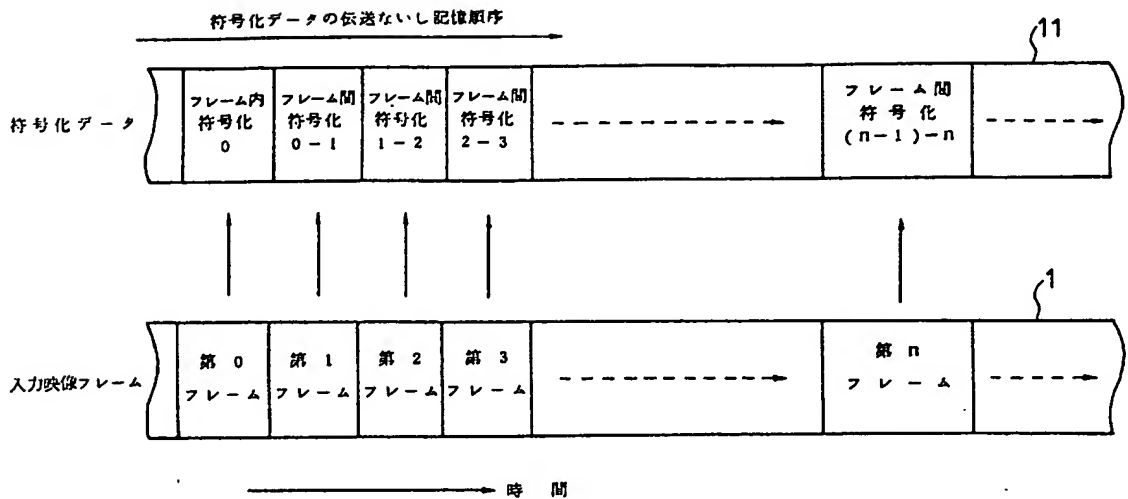 符号化データの伝送ないし記憶順序
11
符号化データ
フレーム内
符号化
0
フレーム間
符号化
0-1
フレーム間
符号化
1-2
フレーム間
符号化
2-3
フレーム間
符号化
(n-1)-n
1
入力映像フレーム
第 0
フレーム
第 1
フレーム
第 2
フレーム
第 3
フレーム
第 n
フレーム
時 間